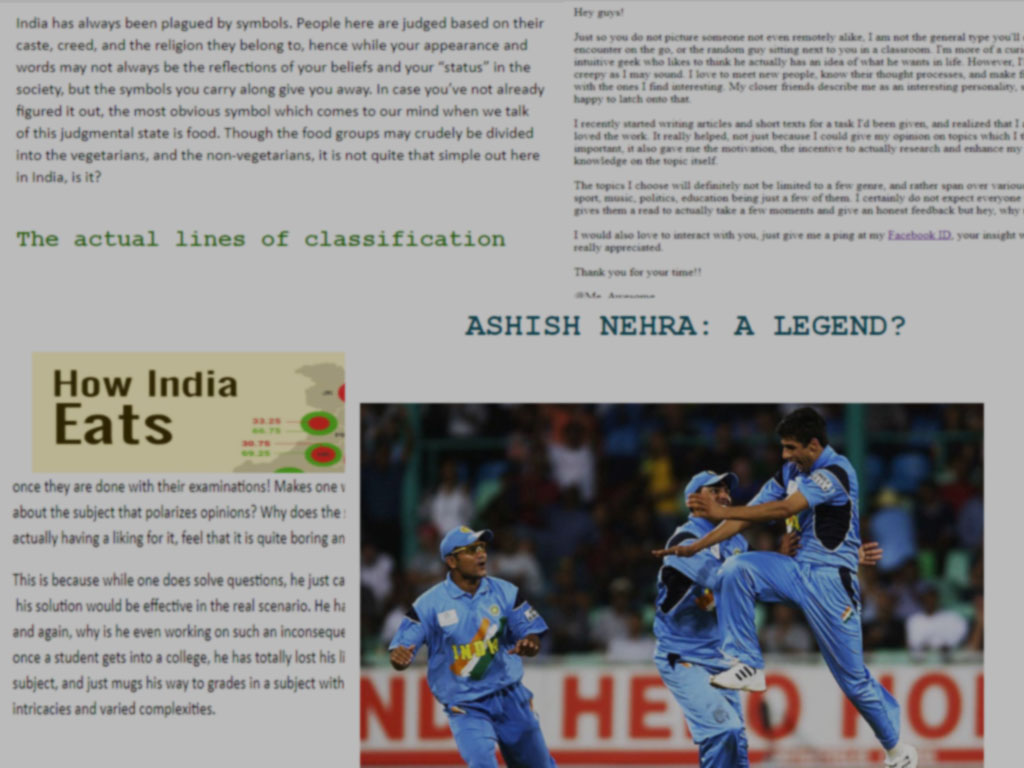 India has always been plagued by symbols. People here are judged based on their
caste, creed, and the religion they belong to, hence while your appearance and
words may not always be the reflections of your beliefs and your “status” in the
society, but the symbols you carry along give you away. In case you've not already
figured it out, the most obvious symbol which comes to our mind when we talk
of this judgmental state is food. Though the food groups may crudely be divided
into the vegetarians, and the non-vegetarians, it is not quite that simple out here
in India, is it?
The actual lines of classification
Hey guys!
Just so you do not picture someone not even remotely alike, I am not the general type you'll
encounter on the go, or the random guy sitting next to you in a classroom. I'm more of a
intuitive geek who likes to think he actually has an idea of what he wants in life. However,
creepy as I may sound. I love to meet new people, know their thought processes, and make
with the ones I find interesting. My closer friends describe me as an interesting personality,
happy to latch onto that.
I recently started writing articles and short texts for a task I'd been given, and realized that I
loved the work. It really helped, not just because I could give my opinion on topics which I
important, it also gave me the motivation, the incentive to actually research and enhance my
knowledge on the topic itself.
The topics I choose will definitely not be limited to a few genre, and rather span over
sport, music, politics, education being just a few of them. I certainly do not expect everyone
gives them a read to actually take a few moments and give an honest feedback but hey, why
I would also love to interact with you, just give me a ping at my Facebook ID, your insight
really appreciated.
Thank you for your time!!
ASHISH NEHRA: A LEGEND?
How India
Eats
33.25
66.75
30.75
69.25
once they are done with their examinations! Makes one
about the subject that polarizes opinions? Why does the
actually having a liking for it, feel that it is quite boring an
This is because while one does solve questions, he just ca
his solution would be effective in the real scenario. He ha
and again, why is he even working on such an inconseque
once a student gets into a college, he has totally lost his li
subject, and just mugs his way to grades in a subject with
intricacies and varied complexities.
INDIA
ND HERO HO